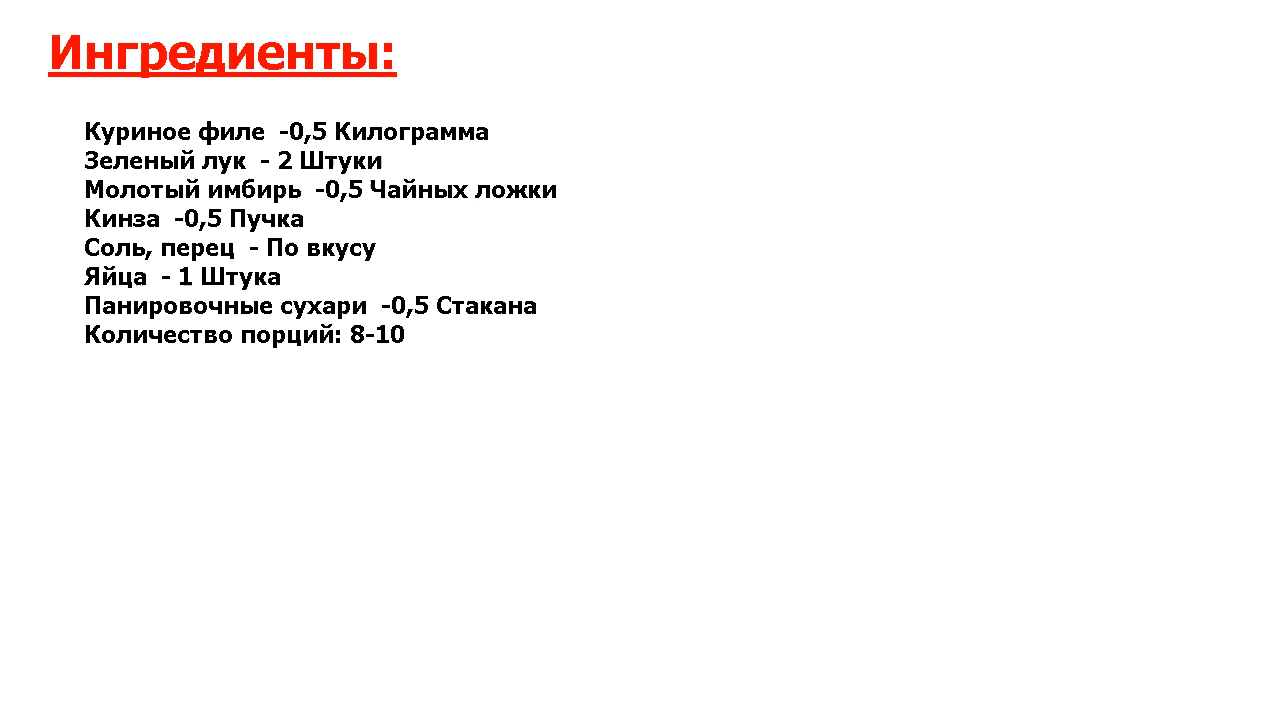 Ингредиенты:
Куриное филе  -0,5 Килограмма
Зеленый лук  - 2 Штуки
Молотый имбирь  -0,5 Чайных ложки
Кинза  -0,5 Пучка
Соль, перец  - По вкусу
Яйца  - 1 Штука
Панировочные сухари  -0,5 Стакана
Количество порций: 8-10